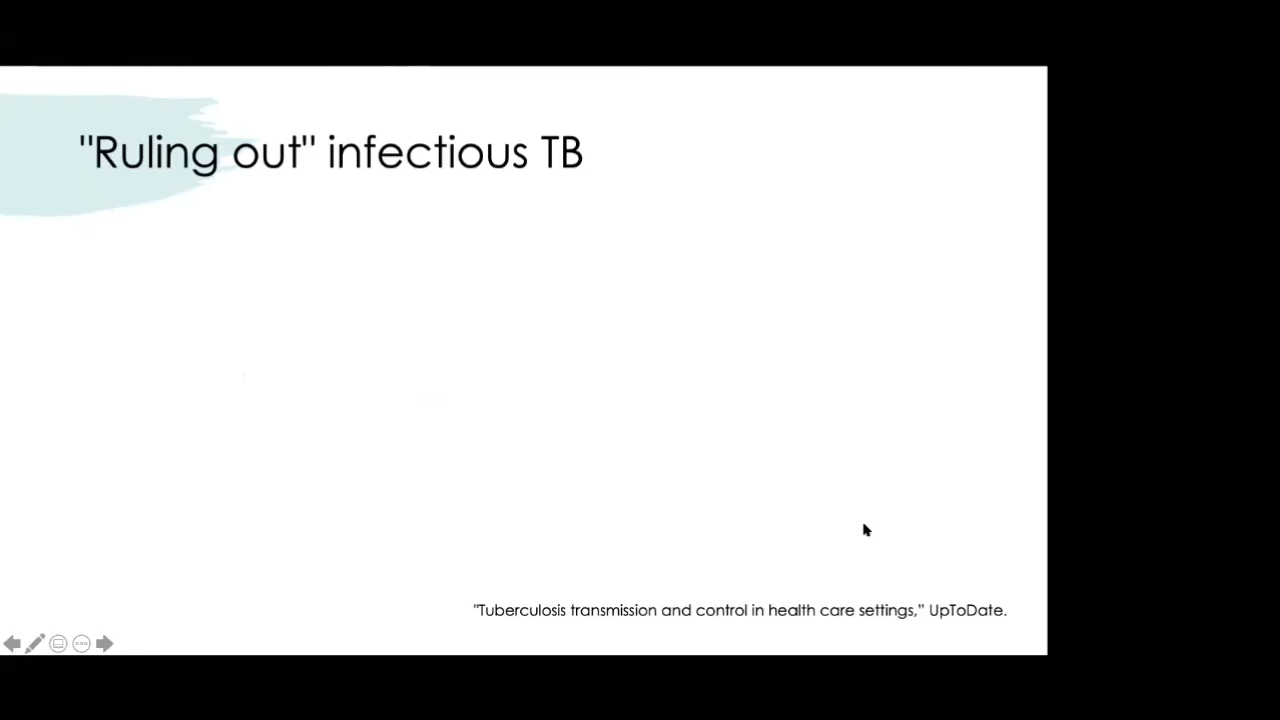 "Ruling out" infectious TB
"Tuberculosis transmission and control in health care settings,” UpToDate.